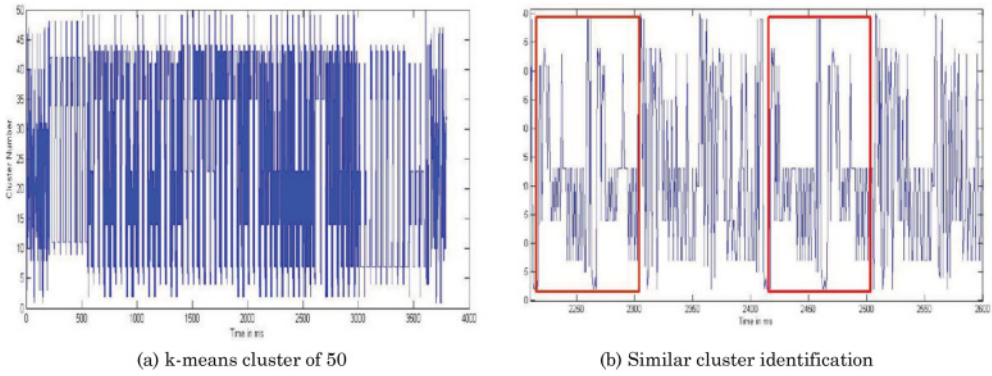 50
45
40
35
30
25
20
15
10
5
0
Cluster Number
0 500 1000 1500 2000 2500 3000 3500 4000
Time in ms
(a) k-means cluster of 50
2250 2300 2350 2400 2450 2500 2550 2600
Time in ms
(b) Similar cluster identification